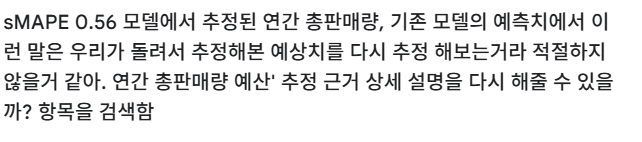 sMAPE 0.56 모델에서 추정된 연간 총판매량, 기존 모델의 예측치에서 이
런 말은 우리가 돌려서 추정해본 예상치를 다시 추정 해보는거라 적절하지
않을거 같아. 연간 총판매량 예산' 추정 근거 상세 설명을 다시 해줄 수 있을
까? 항목을 검색함